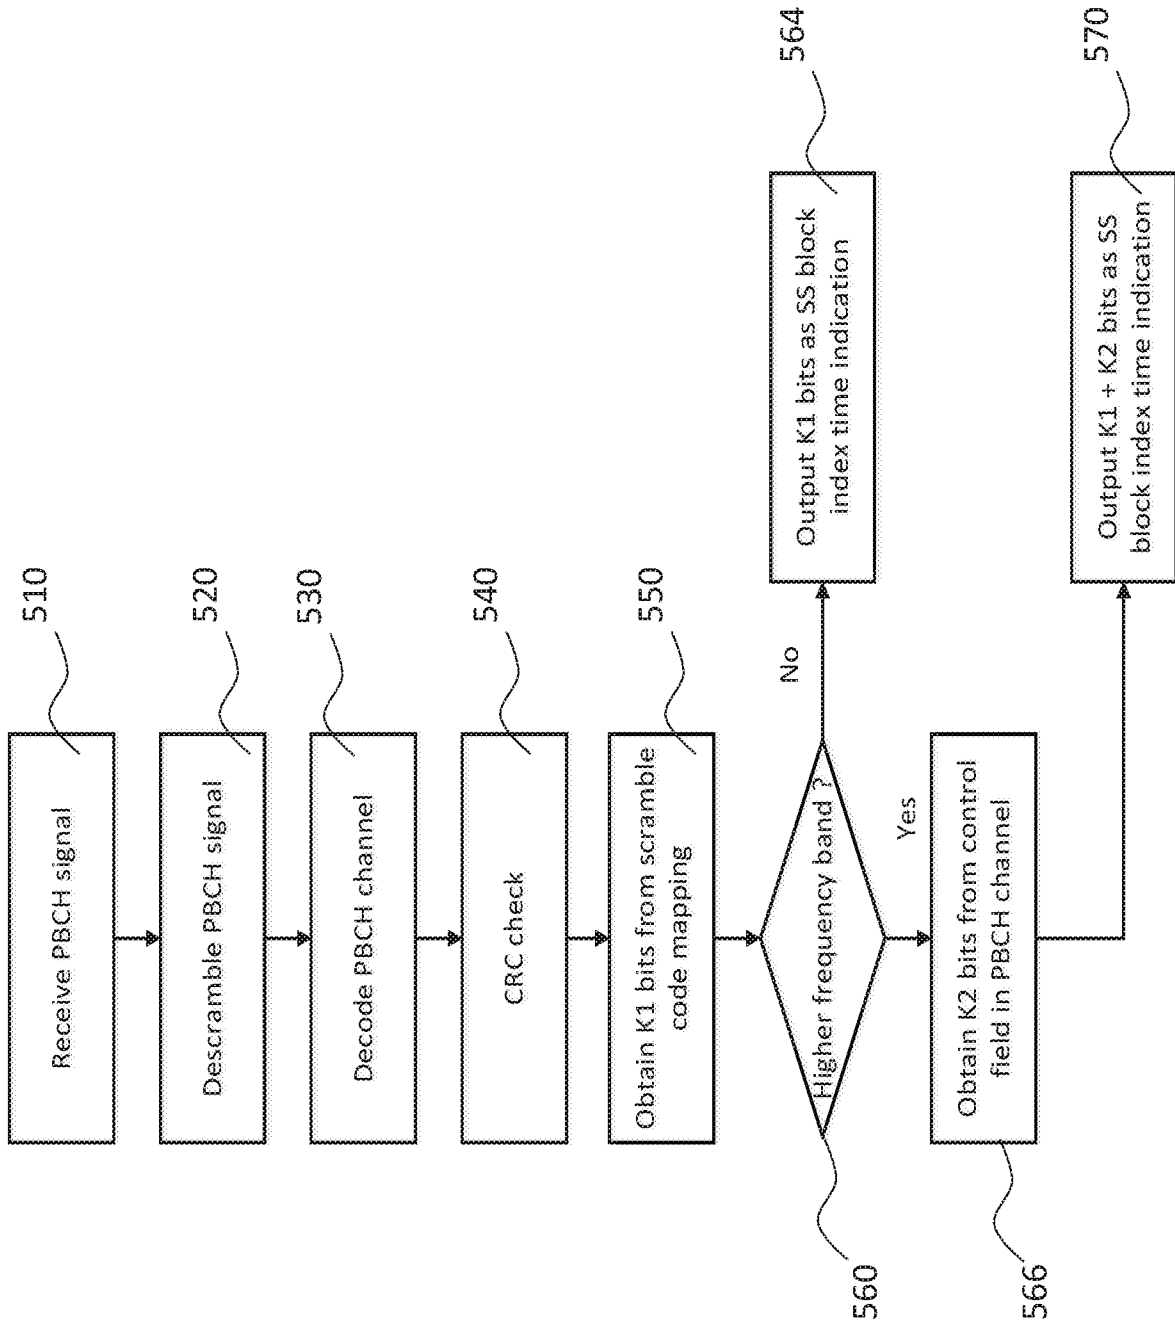 Receive PBCH signal
510
Descramble PBCH signal
520
Decode PBCH channel
530
CRC check
540
Obtain K1 bits from scramble
code mapping
550
Higher frequency band ?
560
No
Output K1 bits as SS block
index time indication
564
Yes
Obtain K2 bits from control
field in PBCH channel
566
Output K1 + K2 bits as SS
block index time indication
570